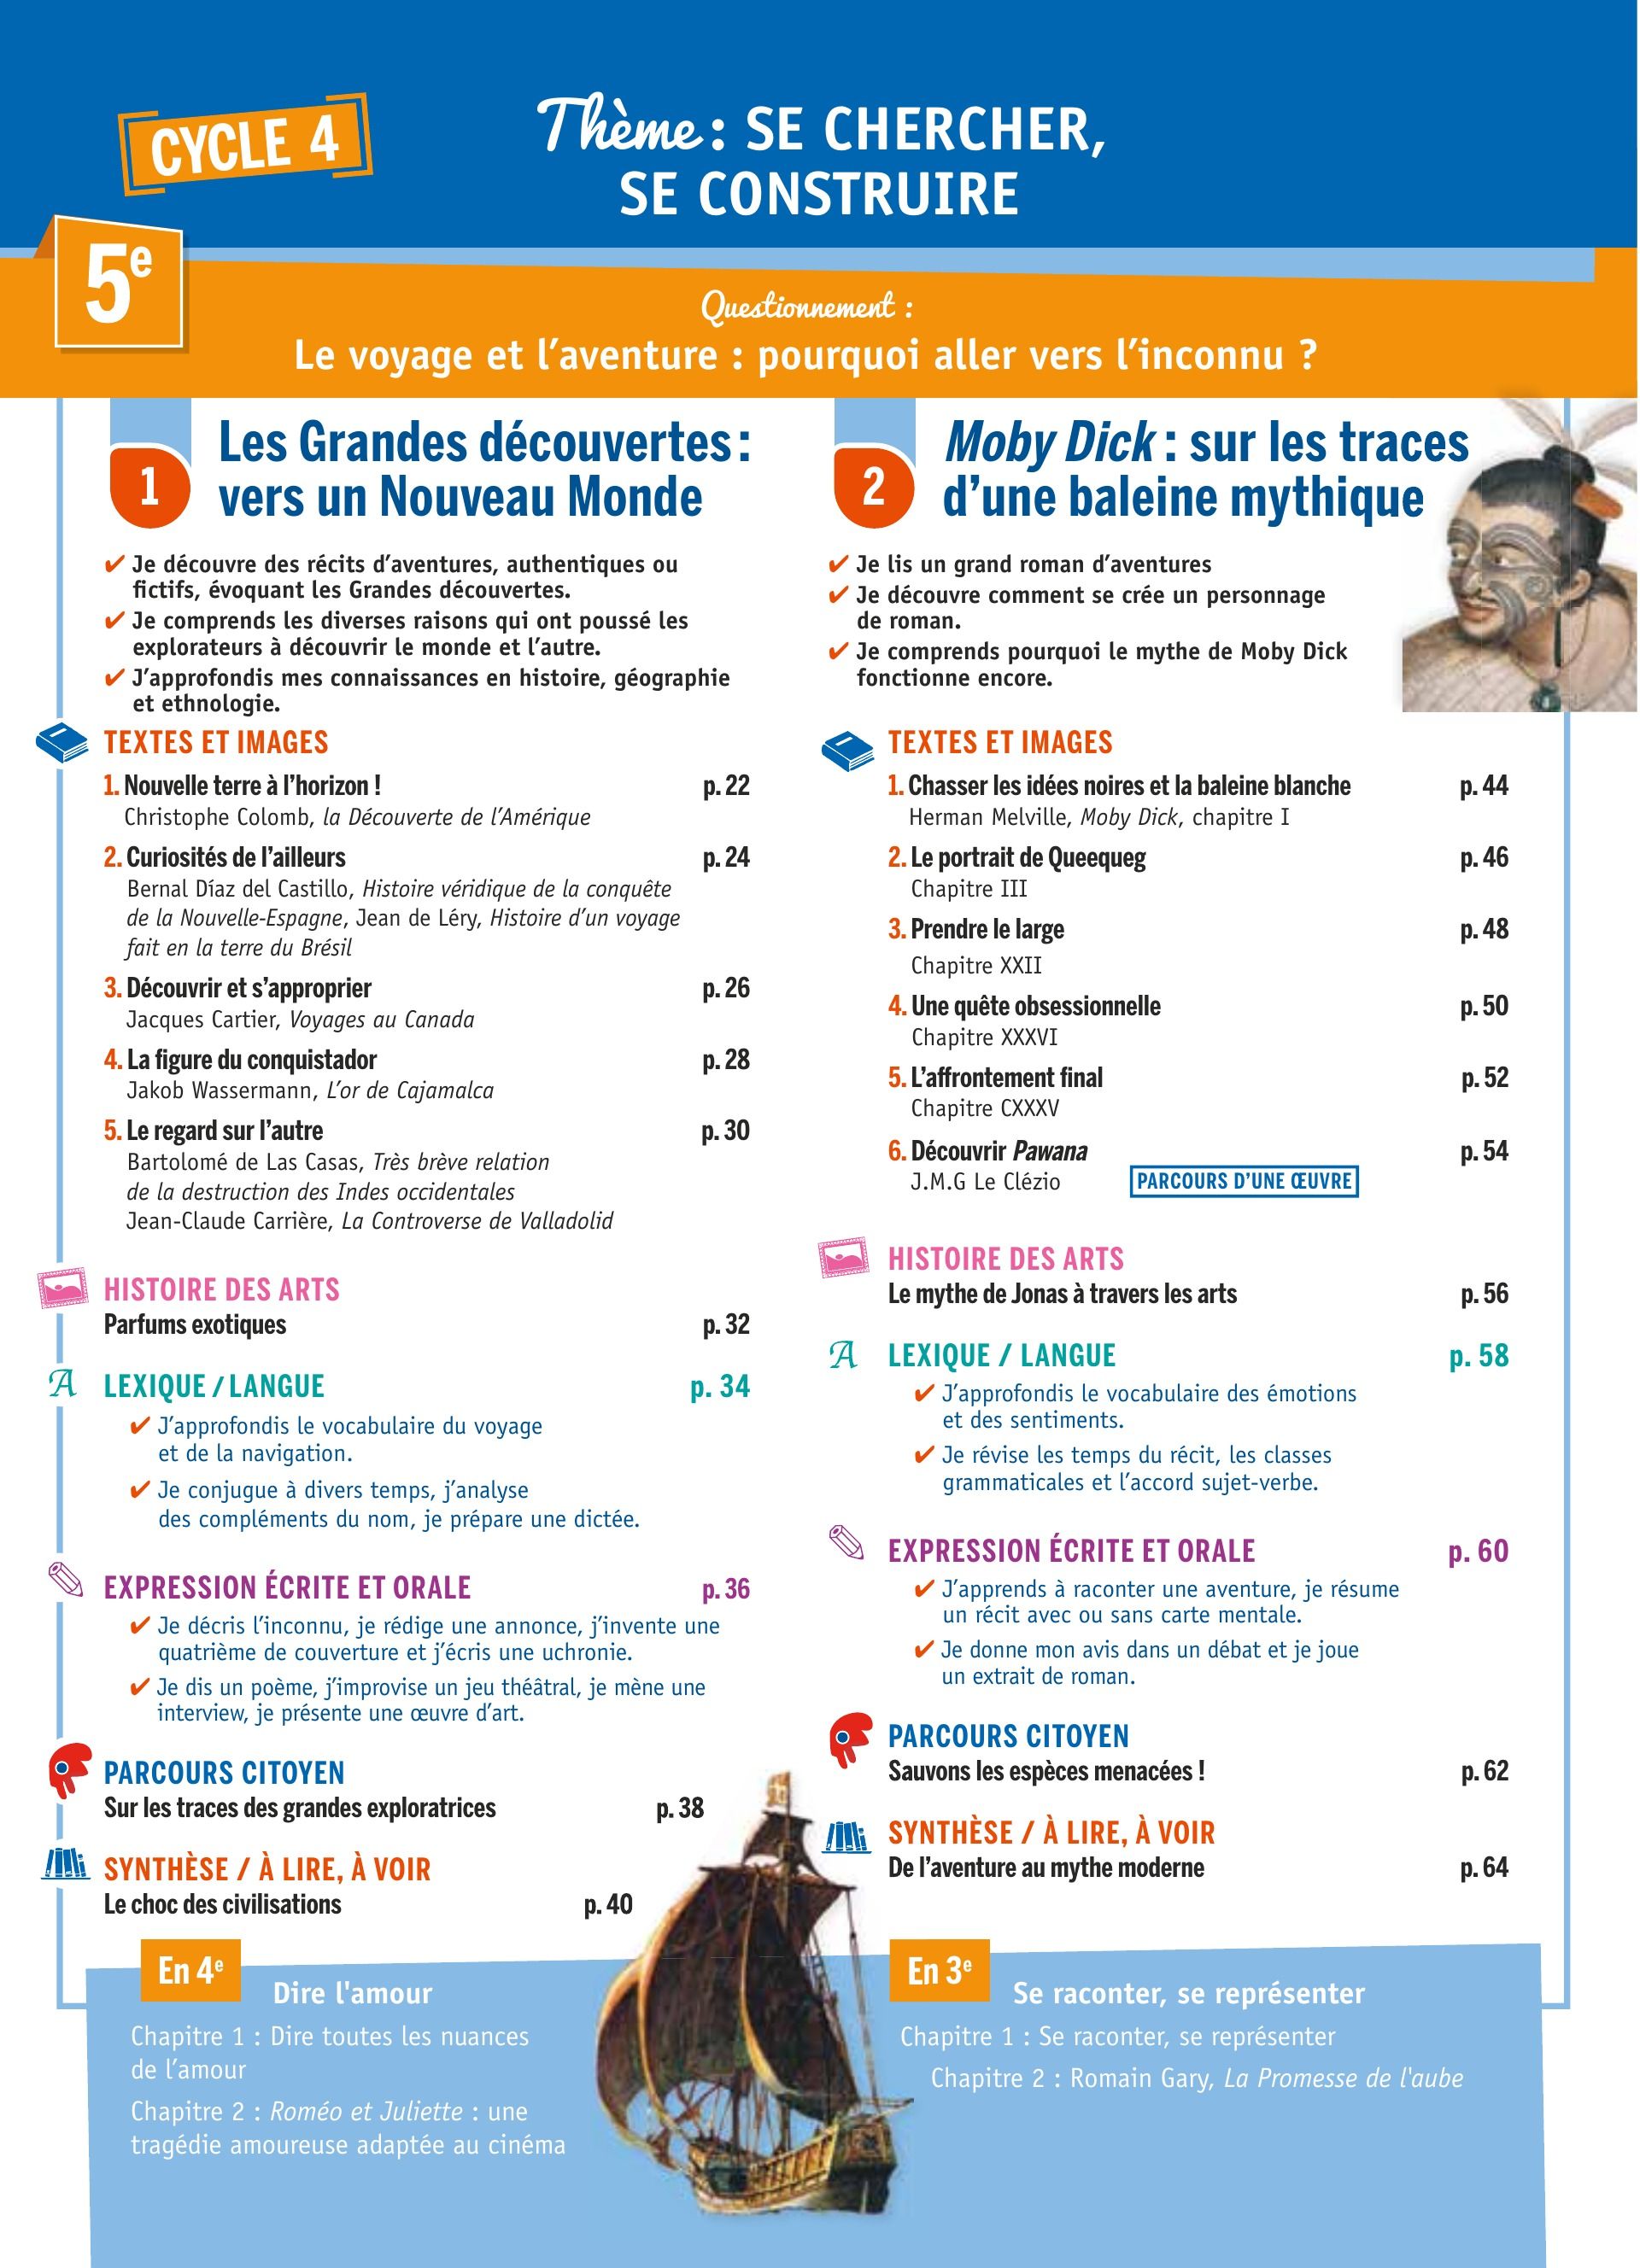 CYCLE 4
Thème : SE CHERCHER,
SE CONSTRUIRE
5e
Questionnement :
Le voyage et l’aventure : pourquoi aller vers l’inconnu ?
1
Les Grandes découvertes :
vers un Nouveau Monde
✔ Je découvre des récits d’aventures, authentiques ou
fictifs, évoquant les Grandes découvertes.
✔ Je comprends les diverses raisons qui ont poussé les
explorateurs à découvrir le monde et l’autre.
✔ J’approfondis mes connaissances en histoire, géographie
et ethnologie.
TEXTES ET IMAGES
1. Nouvelle terre à l’horizon ! p. 22
Christophe Colomb, la Découverte de l’Amérique
2. Curiosités de l’ailleurs p. 24
Bernal Díaz del Castillo, Histoire véridique de la conquête
de la Nouvelle-Espagne, Jean de Léry, Histoire d’un voyage
fait en la terre du Brésil
3. Découvrir et s’approprier p. 26
Jacques Cartier, Voyages au Canada
4. La figure du conquistador p. 28
Jakob Wassermann, L’or de Cajamalca
5. Le regard sur l’autre p. 30
Bartolomé de Las Casas, Très brève relation
de la destruction des Indes occidentales
Jean-Claude Carrière, La Controverse de Valladolid
HISTOIRE DES ARTS
Parfums exotiques p. 32
A LEXIQUE / LANGUE p. 34
✔ J’approfondis le vocabulaire du voyage
et de la navigation.
✔ Je conjugue à divers temps, j’analyse
des compléments du nom, je prépare une dictée.
EXPRESSION ÉCRITE ET ORALE p. 36
✔ Je décris l’inconnu, je rédige une annonce, j’invente une
quatrième de couverture et j’écris une uchronie.
✔ Je dis un poème, j’improvise un jeu théâtral, je mène une
interview, je présente une œuvre d’art.
PARCOURS CITOYEN
Sur les traces des grandes exploratrices p. 38
SYNTHÈSE / À LIRE, À VOIR
Le choc des civilisations p. 40
2
Moby Dick : sur les traces
d’une baleine mythique
✔ Je lis un grand roman d’aventures
✔ Je découvre comment se crée un personnage
de roman.
✔ Je comprends pourquoi le mythe de Moby Dick
fonctionne encore.
TEXTES ET IMAGES
1. Chasser les idées noires et la baleine blanche p. 44
Herman Melville, Moby Dick, chapitre I
2. Le portrait de Queequeg p. 46
Chapitre III
3. Prendre le large p. 48
Chapitre XXII
4. Une quête obsessionnelle p. 50
Chapitre XXXVI
5. L’affrontement final p. 52
Chapitre CXXXV
6. Découvrir Pawana p. 54
J.M.G Le Clézio PARCOURS D’UNE ŒUVRE
HISTOIRE DES ARTS
Le mythe de Jonas à travers les arts p. 56
A LEXIQUE / LANGUE p. 58
✔ J’approfondis le vocabulaire des émotions
et des sentiments.
✔ Je révise les temps du récit, les classes
grammaticales et l’accord sujet-verbe.
EXPRESSION ÉCRITE ET ORALE p. 60
✔ J’apprends à raconter une aventure, je résume
un récit avec ou sans carte mentale.
✔ Je donne mon avis dans un débat et je joue
un extrait de roman.
PARCOURS CITOYEN
Sauvons les espèces menacées ! p. 62
SYNTHÈSE / À LIRE, À VOIR
De l’aventure au mythe moderne p. 64
En 4e
Dire l'amour
Chapitre 1 : Dire toutes les nuances
de l’amour
Chapitre 2 : Roméo et Juliette : une
tragédie amoureuse adaptée au cinéma
En 3e
Se raconter, se représenter
Chapitre 1 : Se raconter, se représenter
Chapitre 2 : Romain Gary, La Promesse de l'aube